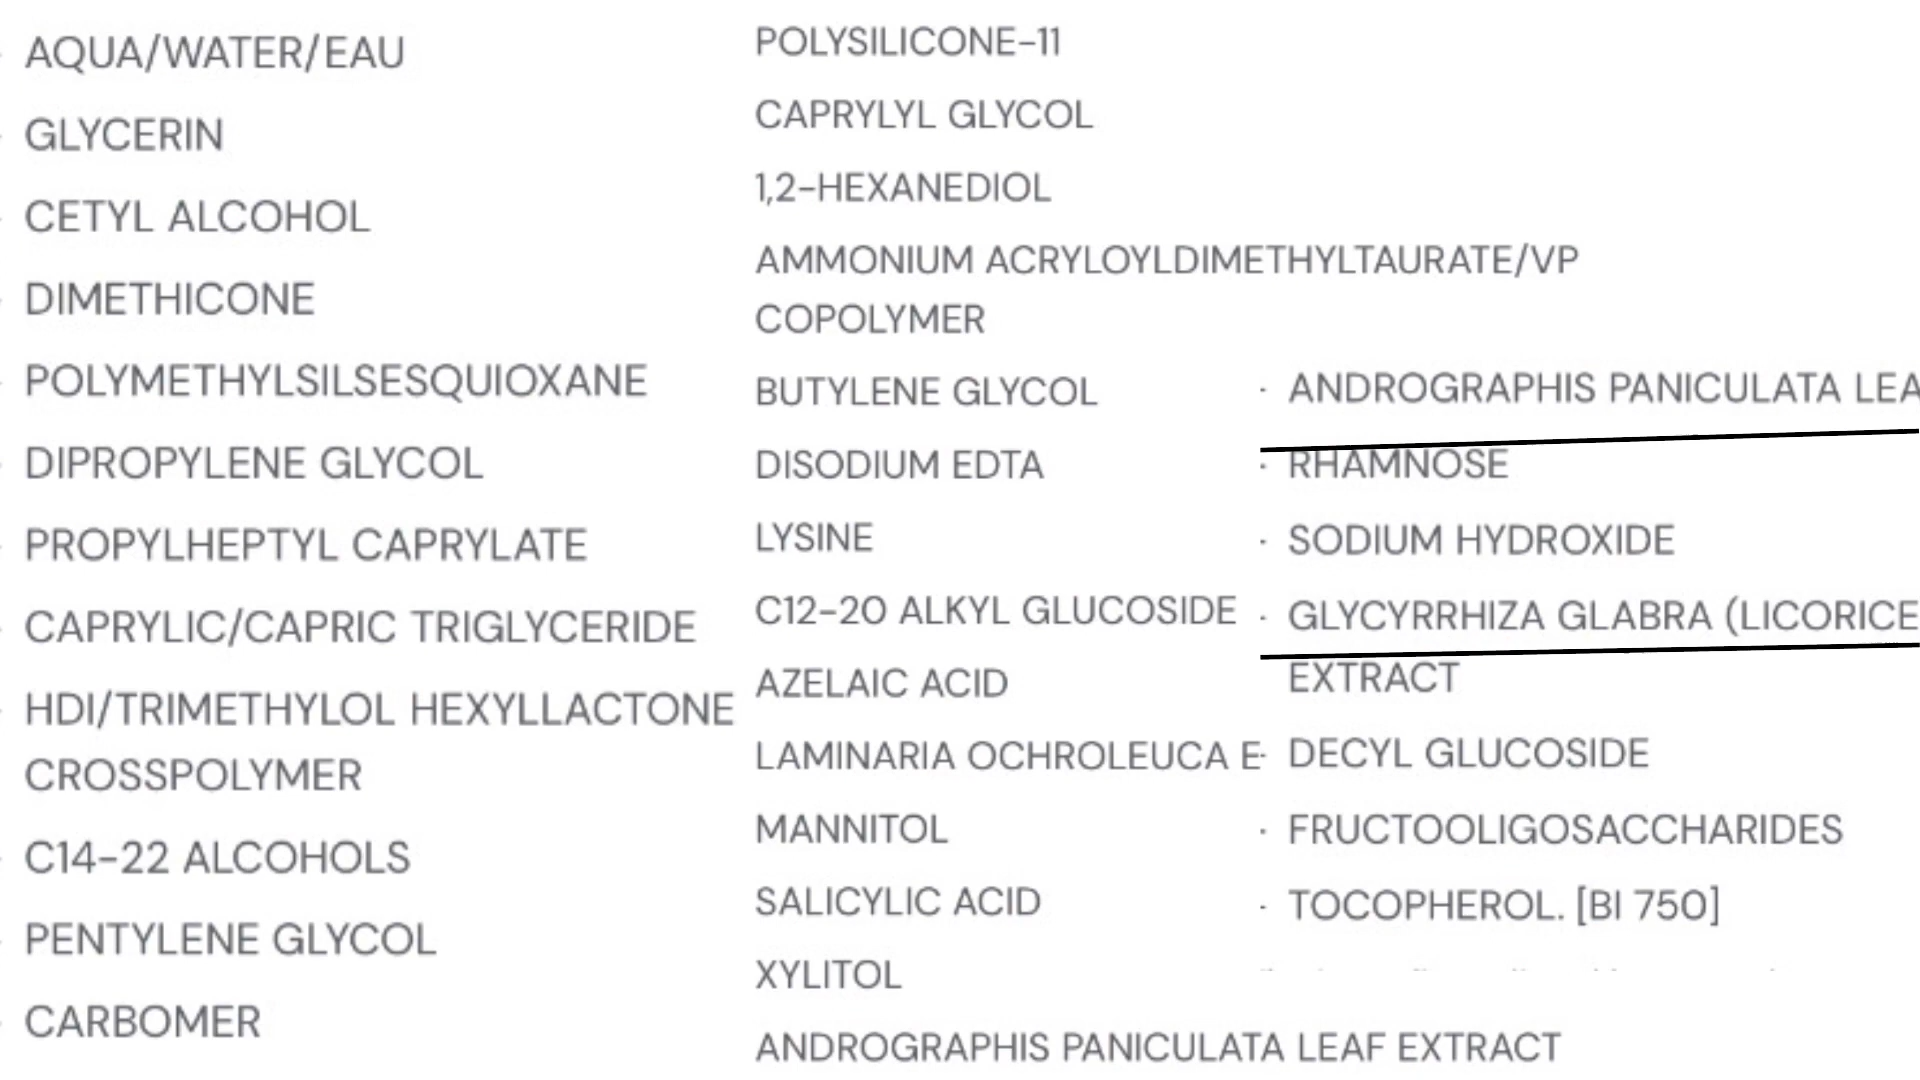 AQUA/WATER/EAU
GLYCERIN
CETYL ALCOHOL
DIMETHICONE
POLYMETHYLSILSESQUIOXANE
DIPROPYLENE GLYCOL
PROPYLHEPTYL CAPRYLATE
CAPRYLIC/CAPRIC TRIGLYCERIDE
HDI/TRIMETHYLOL HEXYLLACTONE
CROSSPOLYMER
C14-22 ALCOHOLS
PENTYLENE GLYCOL
CARBOMER
POLYSILICONE-11
CAPRYLYL GLYCOL
1,2-HEXANEDIOL
AMMONIUM ACRYLOYLDIMETHYLTAURATE/VP
COPOLYMER
BUTYLENE GLYCOL
DISODIUM EDTA
LYSINE
C12-20 ALKYL GLUCOSIDE
AZELAIC ACID
LAMINARIA OCHROLEUCA E
MANNITOL
SALICYLIC ACID
XYLITOL
ANDROGRAPHIS PANICULATA LEAF EXTRACT
· ANDROGRAPHIS PANICULATA LEA
· RHAMNOSE
· SODIUM HYDROXIDE
· GLYCYRRHIZA GLABRA (LICORICE
EXTRACT
· DECYL GLUCOSIDE
· FRUCTOOLIGOSACCHARIDES
· TOCOPHEROL. [BI 750]